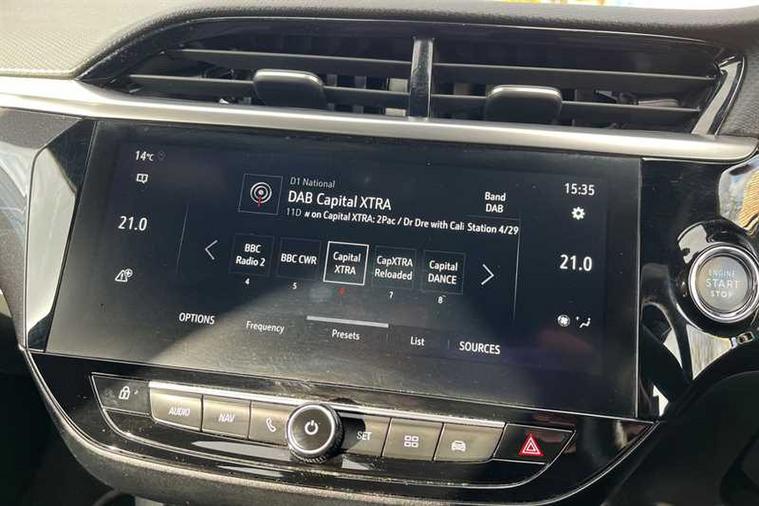 14°C
D1 National
DAB Capital XTRA
11D # on Capital XTRA: 2Pac / Dr Dre with Cali
Band
DAB
Station 4/29
15:35
21.0
21.0
BBC
Radio 2
BBC CWR
Capital
XTRA
CapXTRA
Reloaded
Capital
DANCE
4
5
6
7
8
OPTIONS
Frequency
Presets
List
SOURCES
ENGINE
START
STOP
AUDIO
NAV
SET